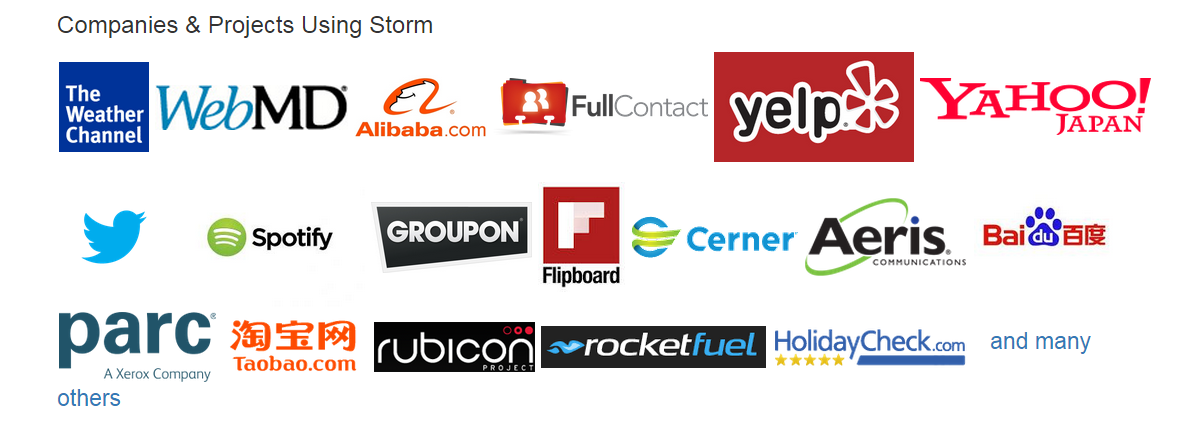 Companies & Projects Using Storm
The
Weather
Channel
WebMD®
Alibaba.com®
FullContact
yelp®
YAHOO!
JAPAN
Spotify®
GROUPON®
Flipboard
Cerner®
Aeris®
COMMUNICATIONS
Bai du 百度
parc®
A Xerox Company
淘宝网
Taobao.com
rubicon
PROJECT
rocketfuel
HolidayCheck.com
and many
others